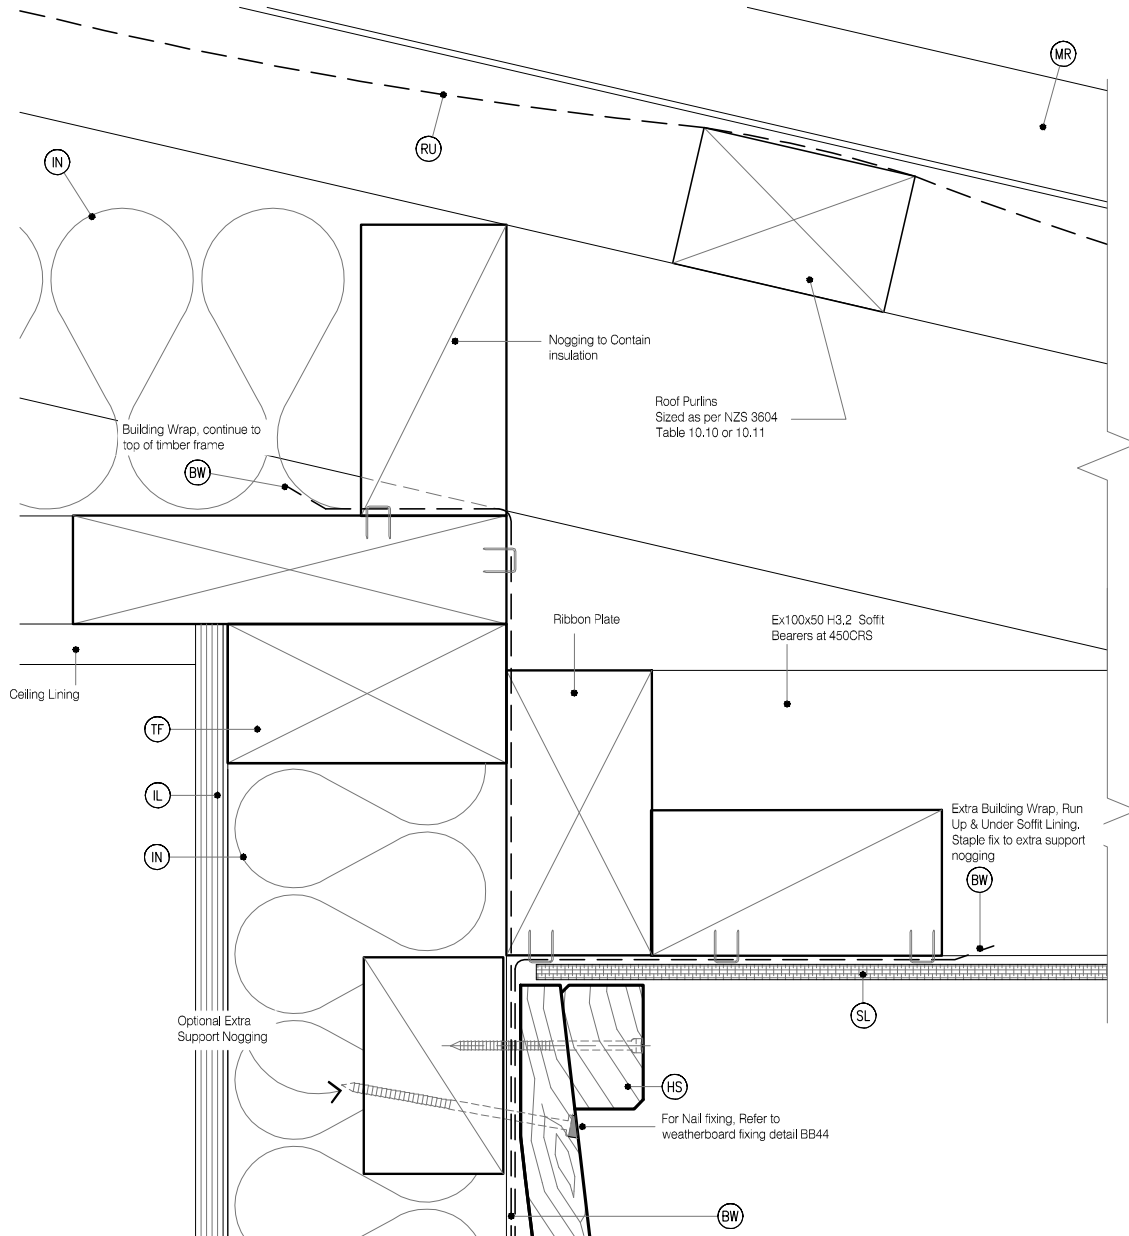 MR
RU
IN
Nogging to Contain
insulation
Roof Purlins
Sized as per NZS 3604
Table 10.10 or 10.11
Building Wrap, continue to
top of timber frame
BW
Ribbon Plate
Ex100x50 H3.2 Soffit
Bearers at 450CRS
Ceiling Lining
TF
IL
IN
Extra Building Wrap, Run
Up & Under Soffit Lining.
Staple fix to extra support
nogging
BW
SL
Optional Extra
Support Nogging
HS
For Nail fixing, Refer to
weatherboard fixing detail BB44
BW